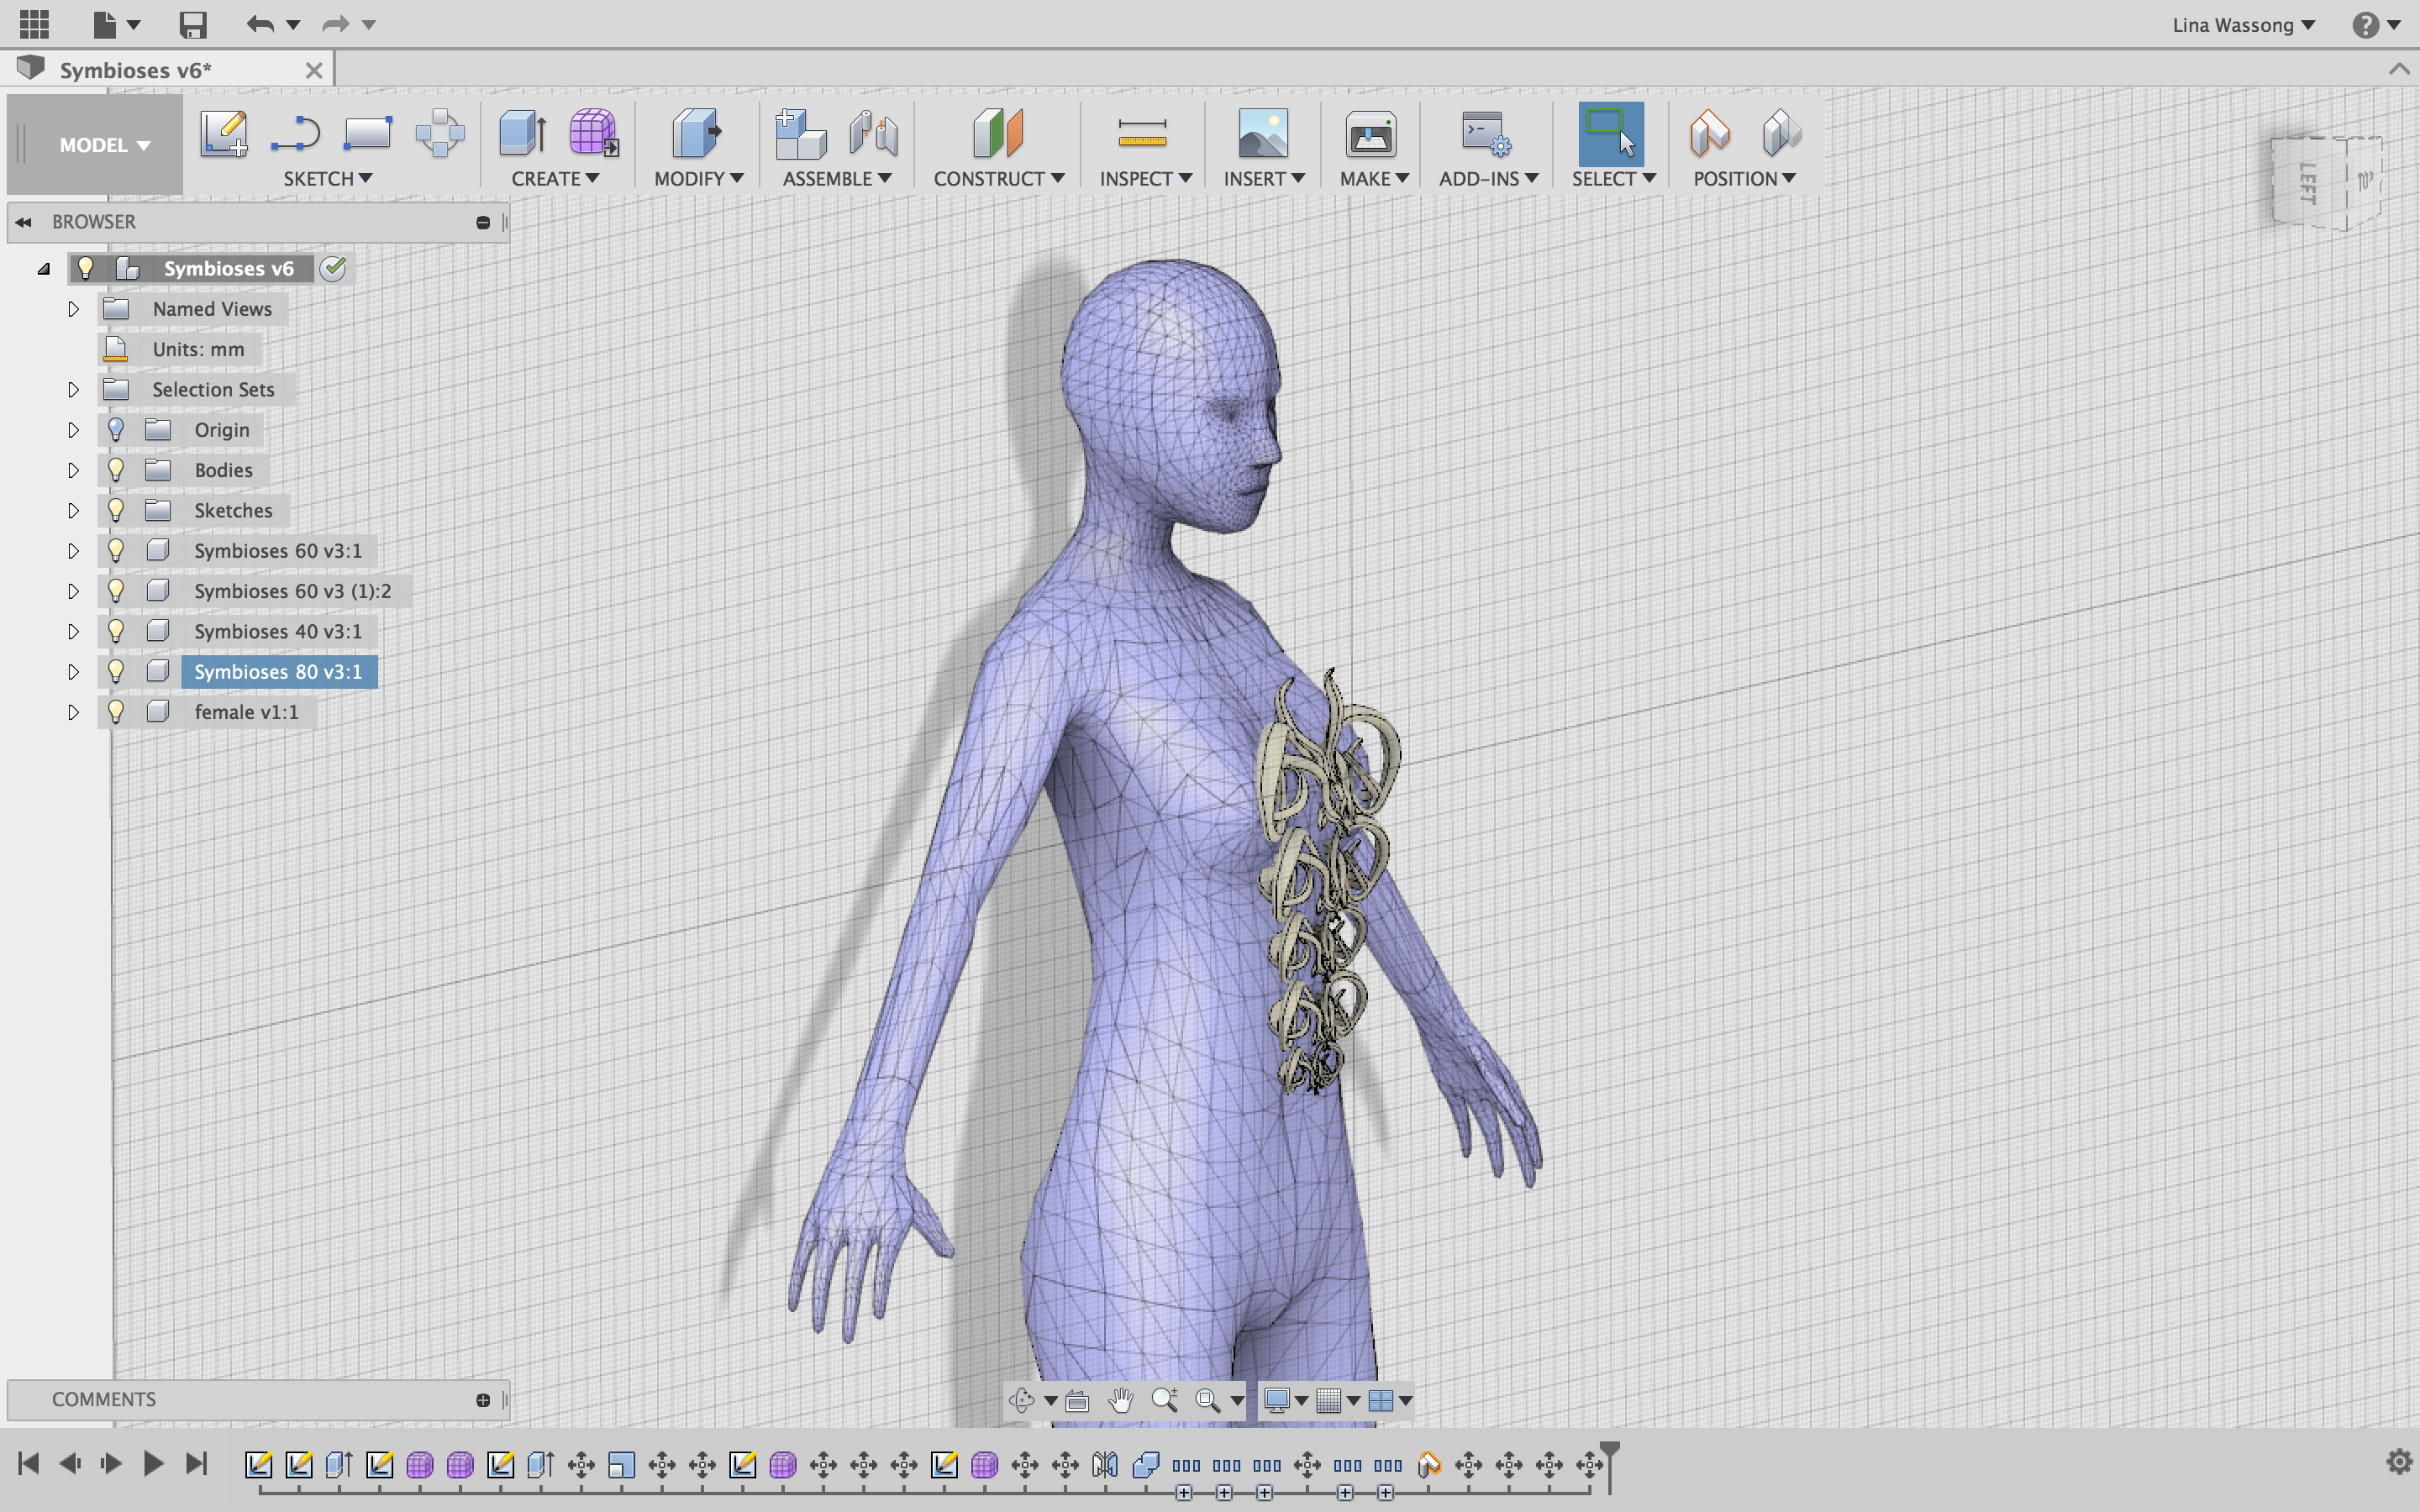 Lina Wassong
Symbioses v6*
MODEL
SKETCH
CREATE
MODIFY
ASSEMBLE
CONSTRUCT
INSPECT
INSERT
MAKE
ADD-INS
SELECT
POSITION
LEFT
TOP
BROWSER
Symbioses v6
Named Views
Units: mm
Selection Sets
Origin
Bodies
Sketches
Symbioses 60 v3:1
Symbioses 60 v3 (1):2
Symbioses 40 v3:1
Symbioses 80 v3:1
female v1:1
COMMENTS